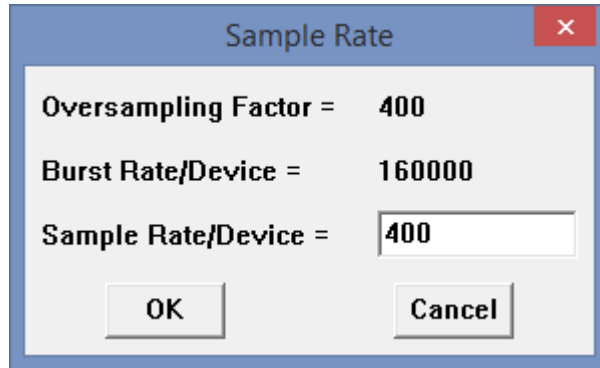 Sample Rate
Oversampling Factor = 400
Burst Rate/Device = 160000
Sample Rate/Device = 400
OK Cancel